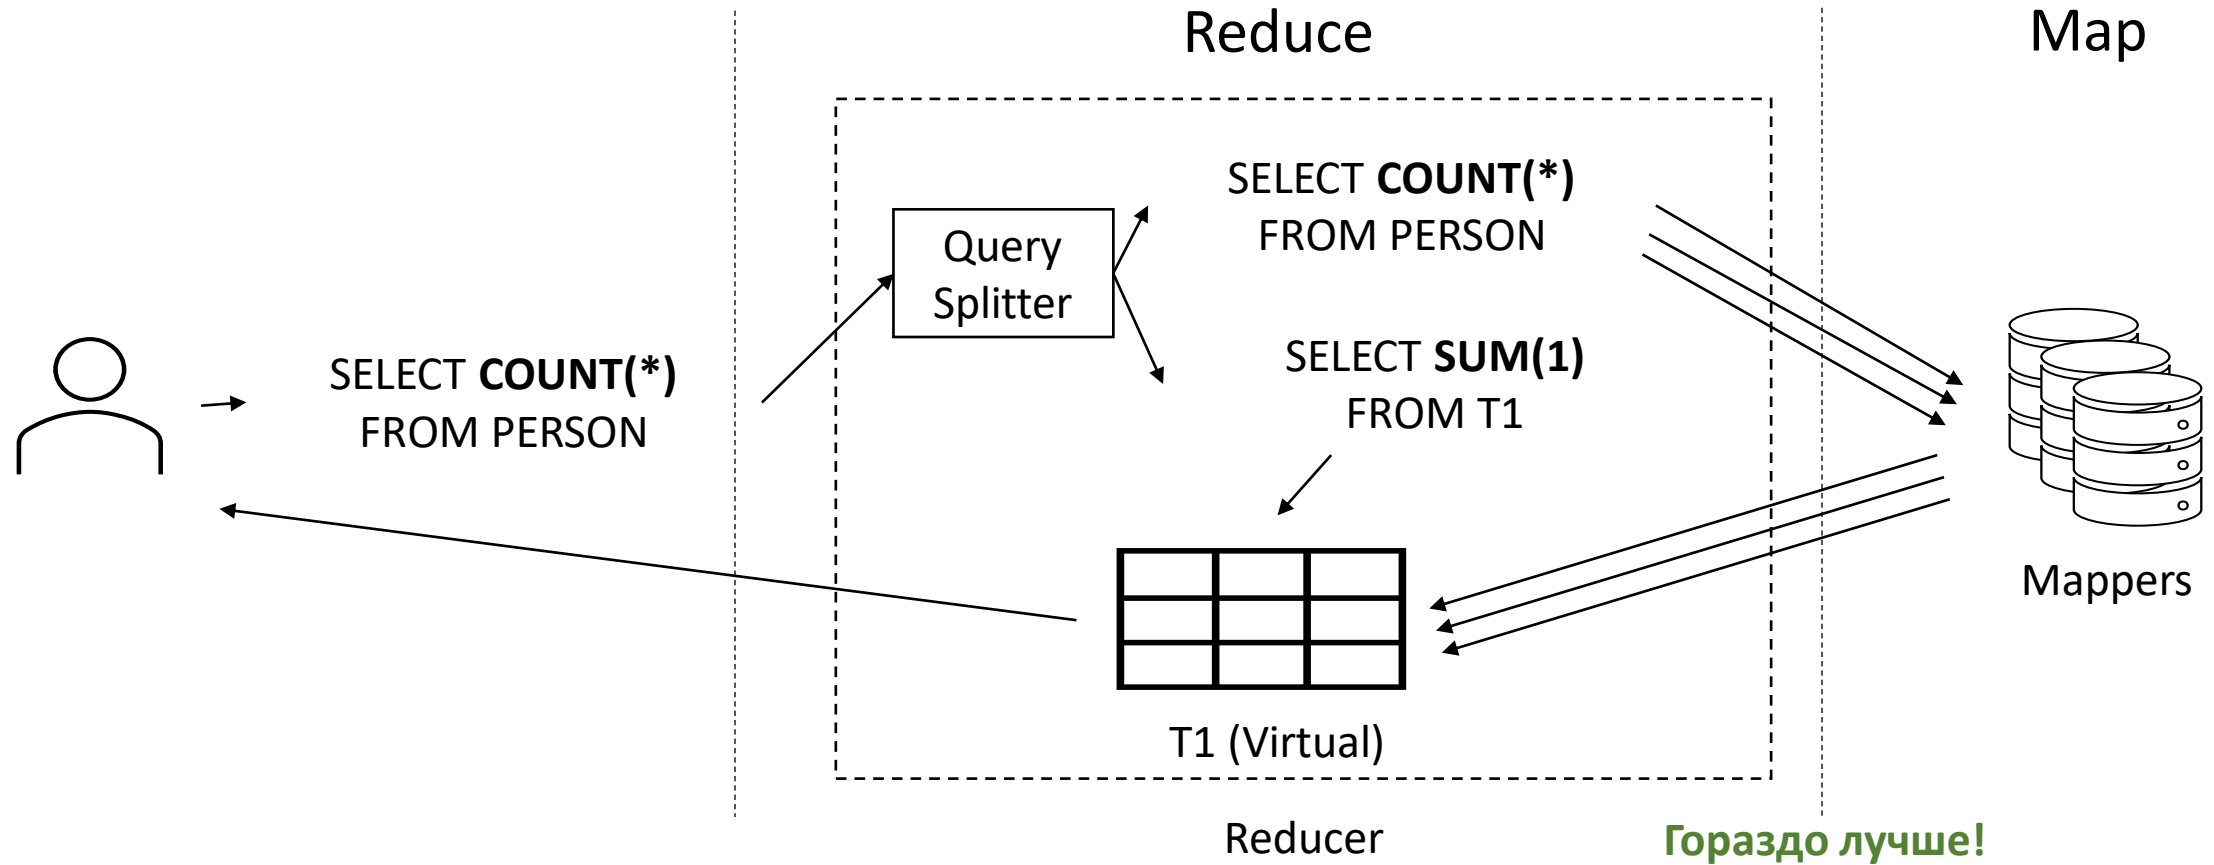 Reduce
Map
SELECT COUNT(*)
FROM PERSON
Query
Splitter
SELECT COUNT(*)
FROM PERSON
SELECT SUM(1)
FROM T1
T1 (Virtual)
Mappers
Reducer
Гораздо лучше!